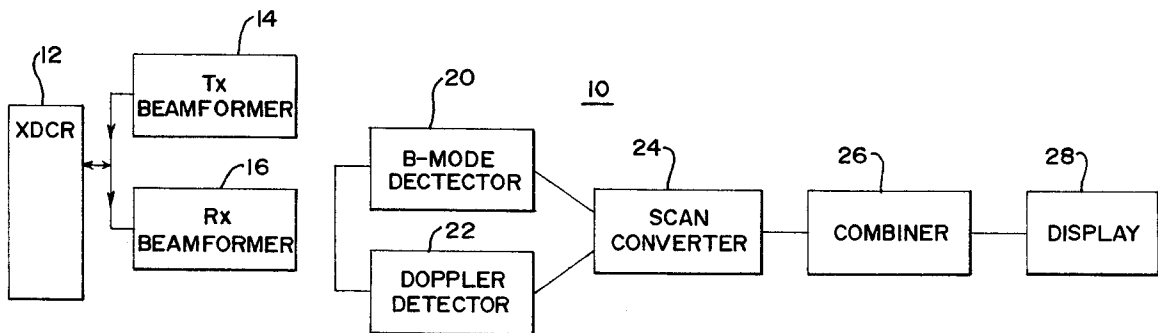 12
XDCR
14
Tx
BEAMFORMER
16
Rx
BEAMFORMER
20
B-MODE
DECTECTOR
22
DOPPLER
DETECTOR
10
24
SCAN
CONVERTER
26
COMBINER
28
DISPLAY